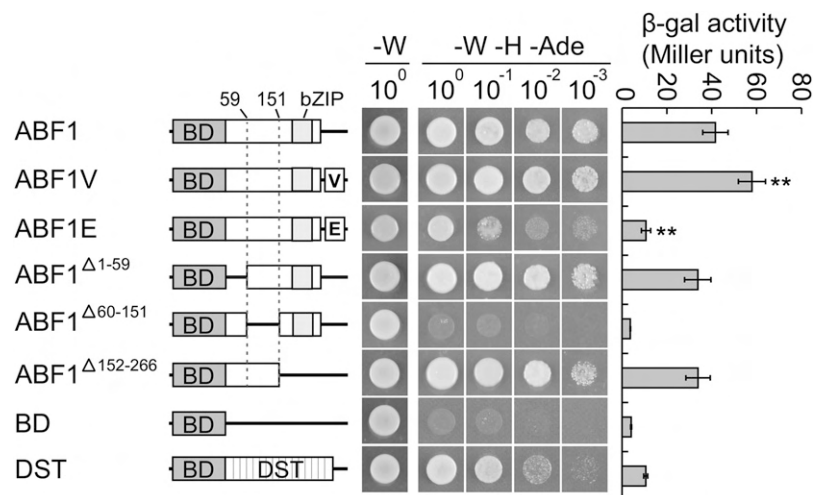 β-gal activity
(Miller units)
-W
-W -H -Ade
10⁰
10⁰ 10⁻¹ 10⁻² 10⁻³
0 20 40 60 80
59 151 bZIP
ABF1 BD
ABF1V BD V **
ABF1E BD E **
ABF1 Δ1-59 BD
ABF1 Δ60-151 BD
ABF1 Δ152-266 BD
BD BD
DST BD DST